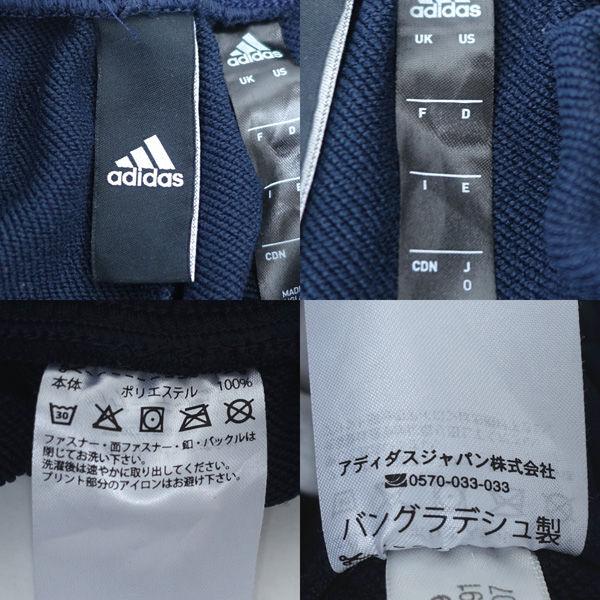 adidas
adidas
UK US
F D
I E
CDN
MADE
adidas
UK US
F D
I E
CDN J
O
本体 ポリエステル 100%
30
ファスナー・面ファスナー・釦・バックルは
閉じてお洗い下さい。
洗濯後は速やかに取り出してください。
プリント部分のアイロンはお避け下さい。
アディダスジャパン株式会社
0570-033-033
バングラデシュ製
91
07